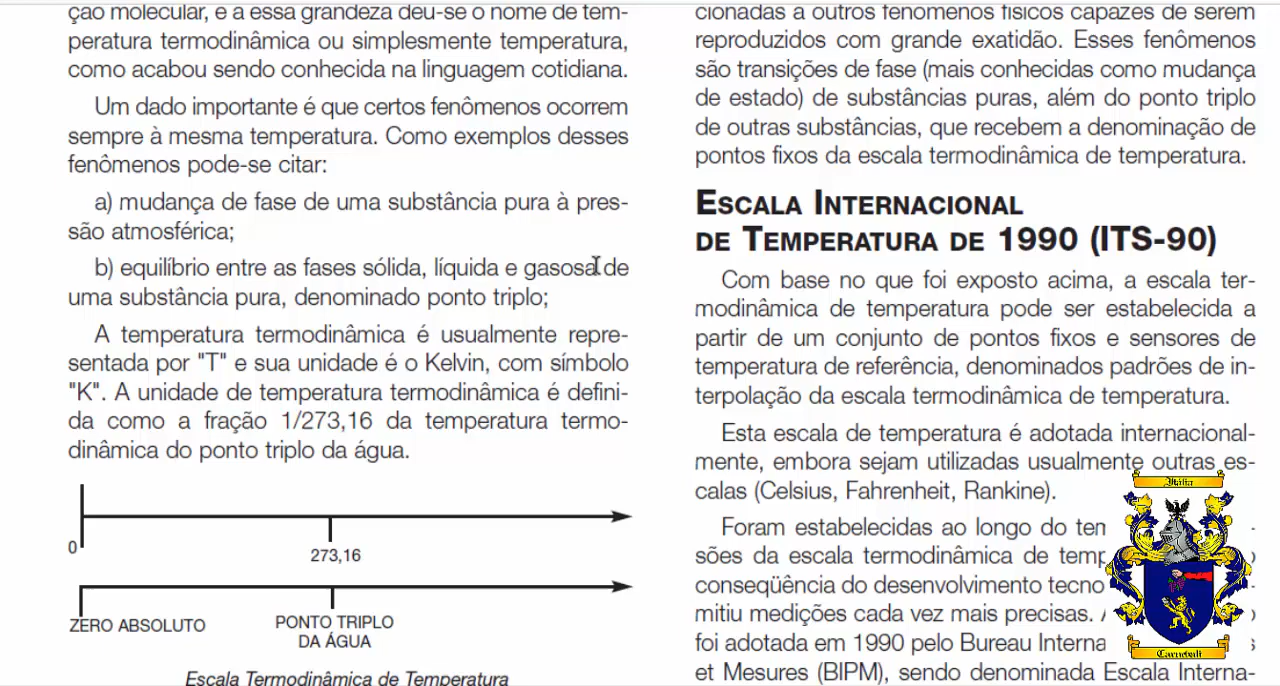 ção molecular, e a essa grandeza deu-se o nome de tem-
peratura termodinâmica ou simplesmente temperatura,
como acabou sendo conhecida na linguagem cotidiana.
Um dado importante é que certos fenômenos ocorrem
sempre à mesma temperatura. Como exemplos desses
fenômenos pode-se citar:
a) mudança de fase de uma substância pura à pres-
são atmosférica;
b) equilíbrio entre as fases sólida, líquida e gasosa de
uma substância pura, denominado ponto triplo;
A temperatura termodinâmica é usualmente repre-
sentada por "T" e sua unidade é o Kelvin, com símbolo
"K". A unidade de temperatura termodinâmica é defini-
da como a fração 1/273,16 da temperatura termo-
dinâmica do ponto triplo da água.
0
273,16
ZERO ABSOLUTO
PONTO TRIPLO
DA ÁGUA
Escala Termodinâmica de Temperatura
cionadas a outros fenômenos físicos capazes de serem
reproduzidos com grande exatidão. Esses fenômenos
são transições de fase (mais conhecidas como mudança
de estado) de substâncias puras, além do ponto triplo
de outras substâncias, que recebem a denominação de
pontos fixos da escala termodinâmica de temperatura.
ESCALA INTERNACIONAL
DE TEMPERATURA DE 1990 (ITS-90)
Com base no que foi exposto acima, a escala ter-
modinâmica de temperatura pode ser estabelecida a
partir de um conjunto de pontos fixos e sensores de
temperatura de referência, denominados padrões de in-
terpolação da escala termodinâmica de temperatura.
Esta escala de temperatura é adotada internacional-
mente, embora sejam utilizadas usualmente outras es-
calas (Celsius, Fahrenheit, Rankine).
Foram estabelecidas ao longo do tem
sões da escala termodinâmica de temp
conseqüência do desenvolvimento tecno
mitiu medições cada vez mais precisas. A
foi adotada em 1990 pelo Bureau Interna
et Mesures (BIPM), sendo denominada Escala Interna-
Itália
Carnevali